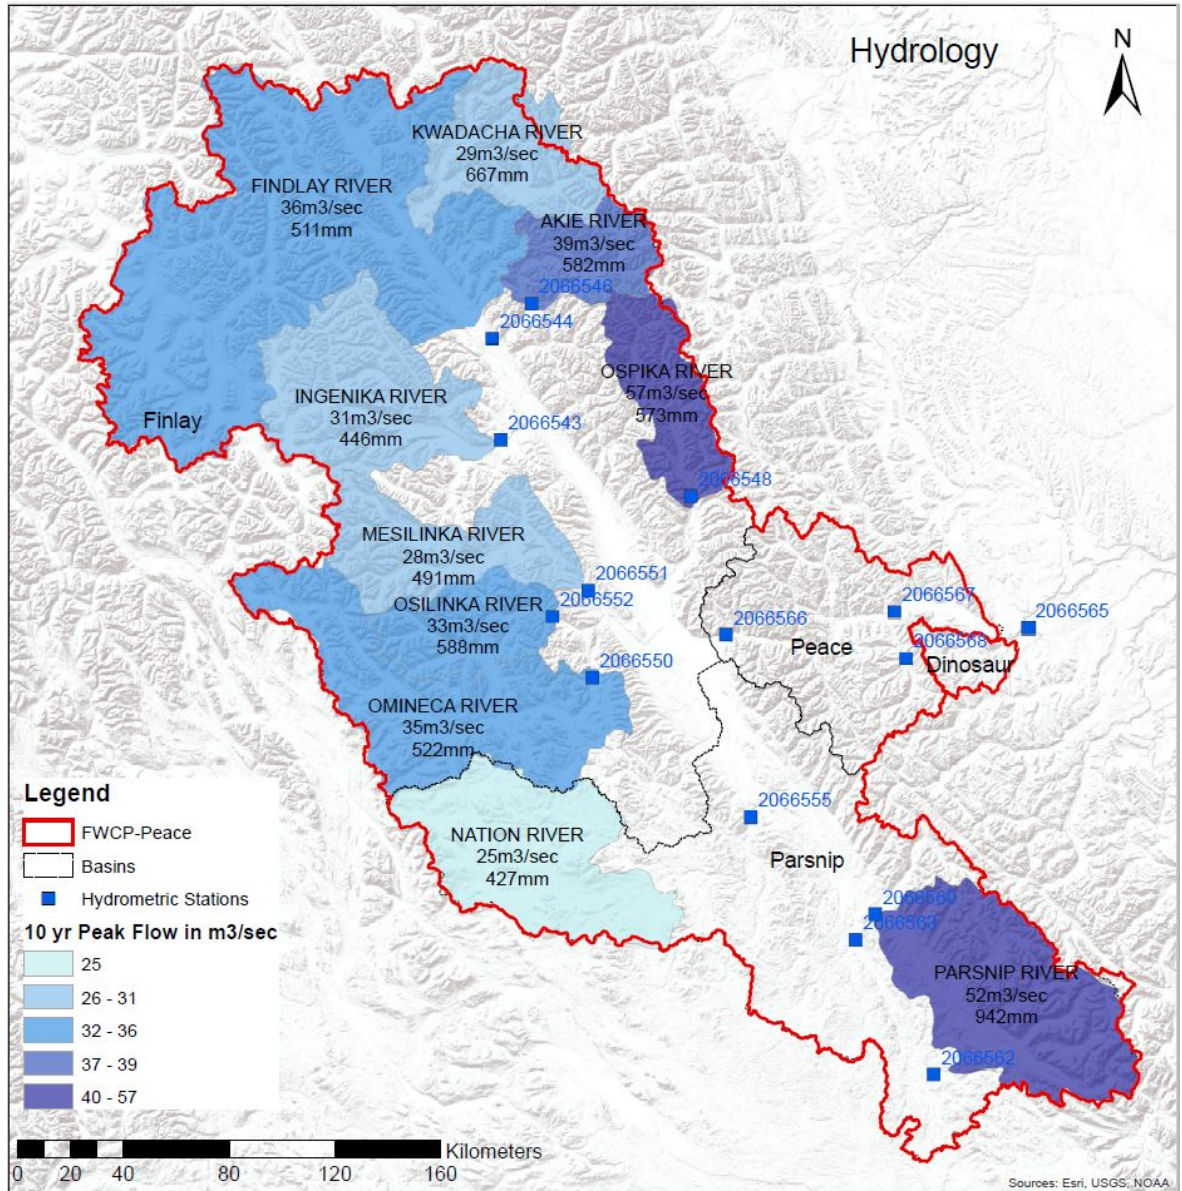 Hydrology
N
KWADACHA RIVER
29m3/sec
667mm
FINDLAY RIVER
36m3/sec
511mm
AKIE RIVER
39m3/sec
582mm
2066546
2066544
OSPIKA RIVER
57m3/sec
573mm
INGENIKA RIVER
31m3/sec
446mm
Finlay
2066543
2066548
MESILINKA RIVER
28m3/sec
491mm
2066551
OSILINKA RIVER
33m3/sec
588mm
2066552
2066567
2066565
2066566
Peace
2066568
Dinosaur
2066550
OMINECA RIVER
35m3/sec
522mm
2066555
NATION RIVER
25m3/sec
427mm
Parsnip
2066560
2066563
PARSNIP RIVER
52m3/sec
942mm
2066562
Legend
FWCP-Peace
Basins
Hydrometric Stations
10 yr Peak Flow in m3/sec
25
26 - 31
32 - 36
37 - 39
40 - 57
Kilometers
0 20 40 80 120 160
Sources: Esri, USGS, NOAA